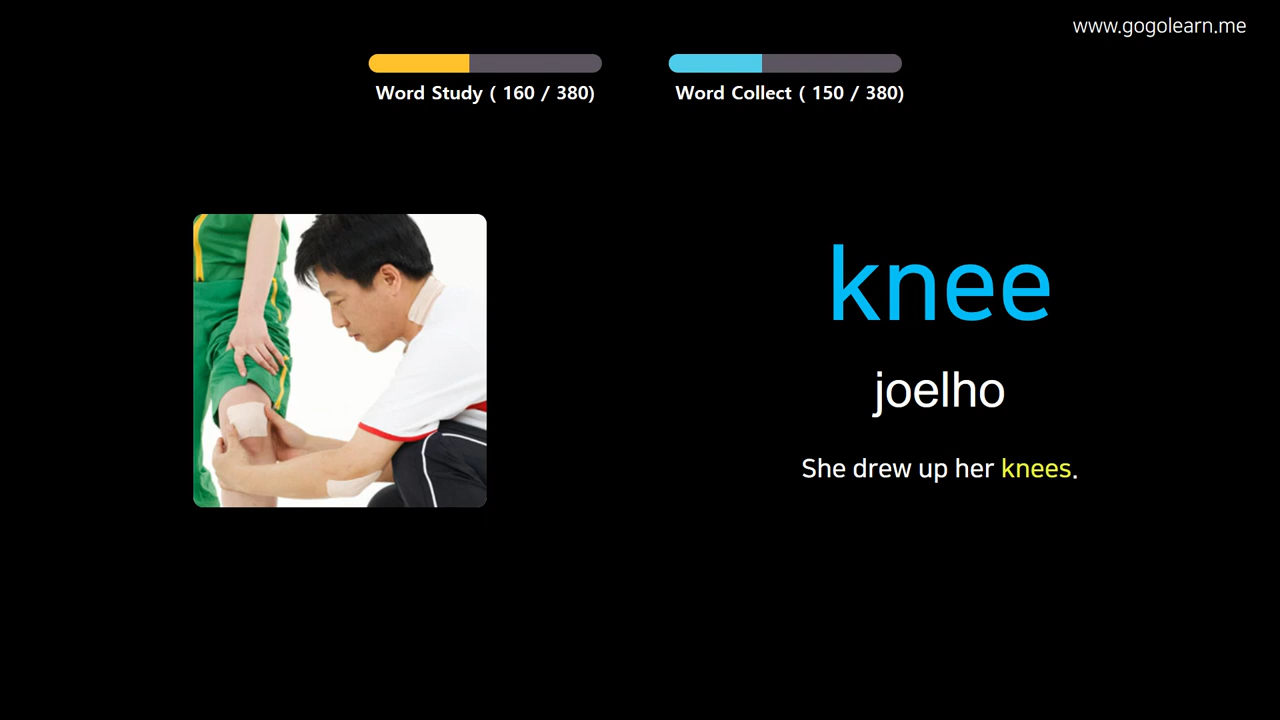 www.gogolearn.me
Word Study ( 160 / 380)
Word Collect ( 150 / 380)
knee
joelho
She drew up her knees.